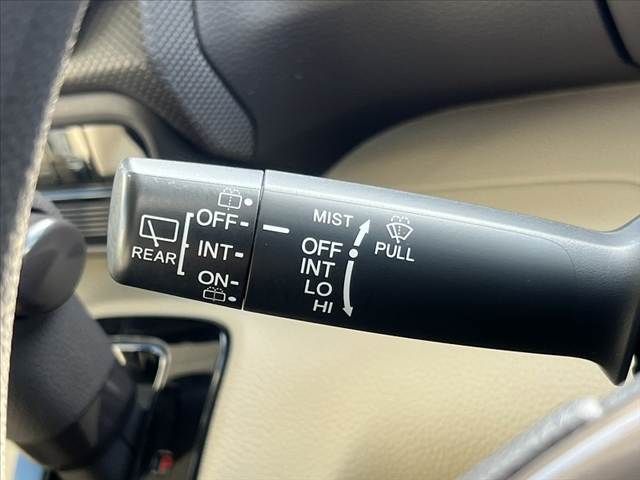 REAR
OFF
INT
ON
MIST
OFF
INT
LO
HI
PULL